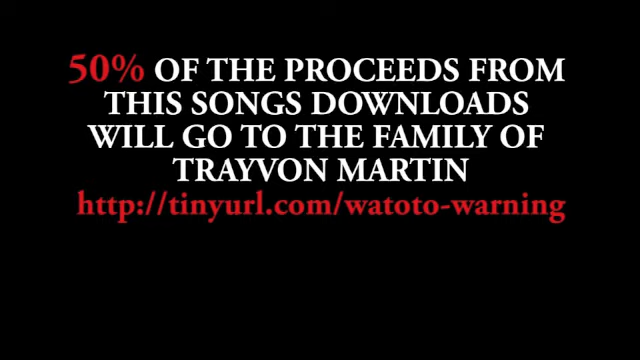 50% OF THE PROCEEDS FROM
THIS SONGS DOWNLOADS
WILL GO TO THE FAMILY OF
TRAYVON MARTIN
http://tinyurl.com/watoto-warning